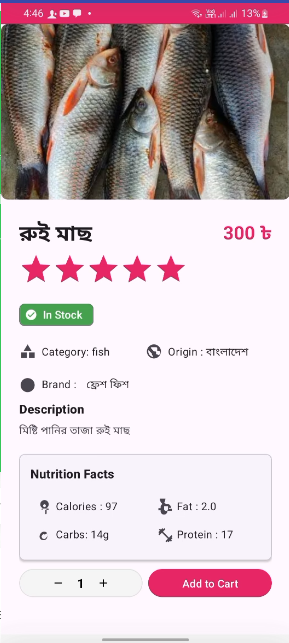 4:46 13%
রুই মাছ 300 ৳
In Stock
Category: fish Origin : বাংলাদেশ
Brand : ফ্রেশ ফিশ
Description
মিষ্টি পানির তাজা রুই মাছ
Nutrition Facts
Calories : 97 Fat : 2.0
Carbs: 14g Protein : 17
− 1 + Add to Cart